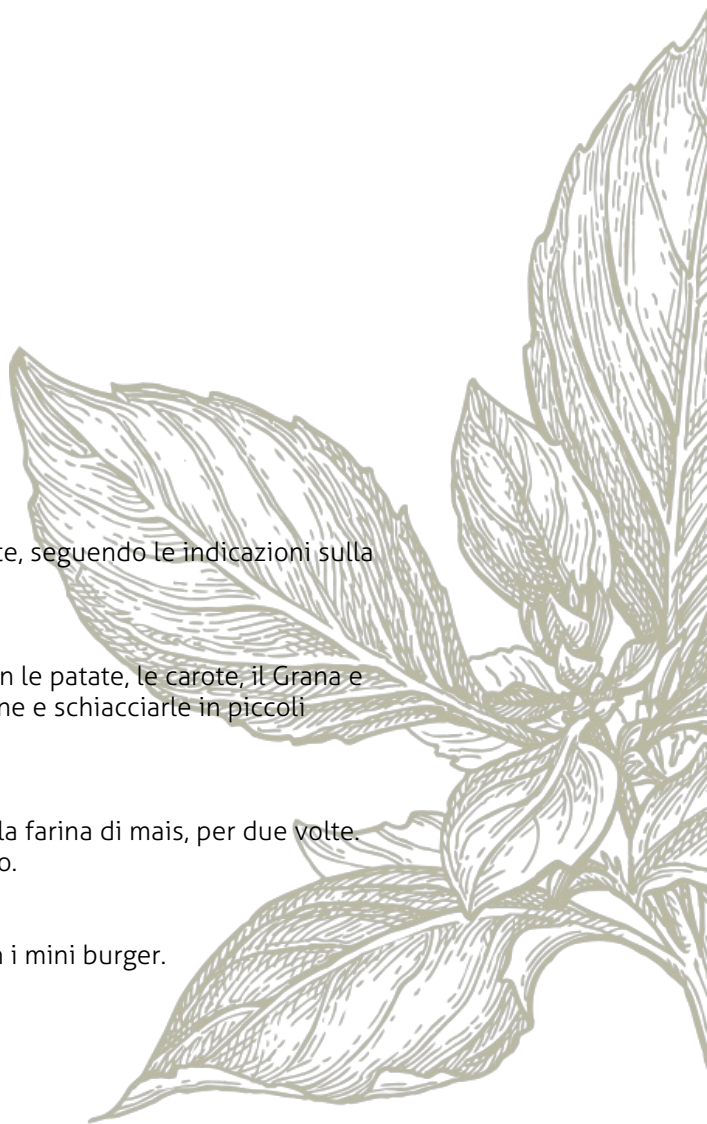 te, seguendo le indicazioni sulla
n le patate, le carote, il Grana e
ne e schiacciarle in piccoli
la farina di mais, per due volte.
o.
i mini burger.